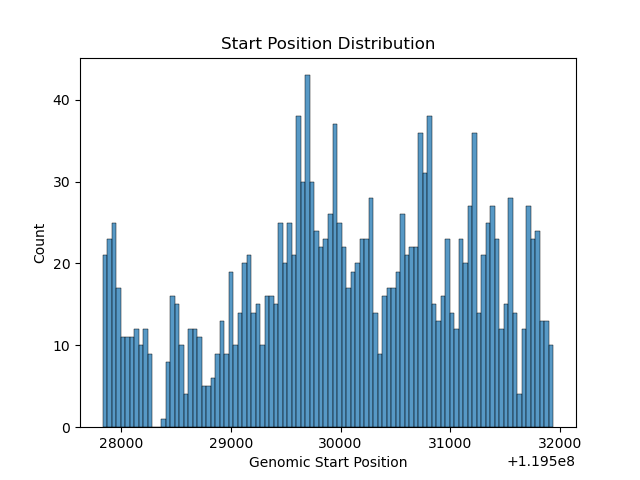 Start Position Distribution
Count
40
30
20
10
0
28000 29000 30000 31000 32000
Genomic Start Position
+1.195e8